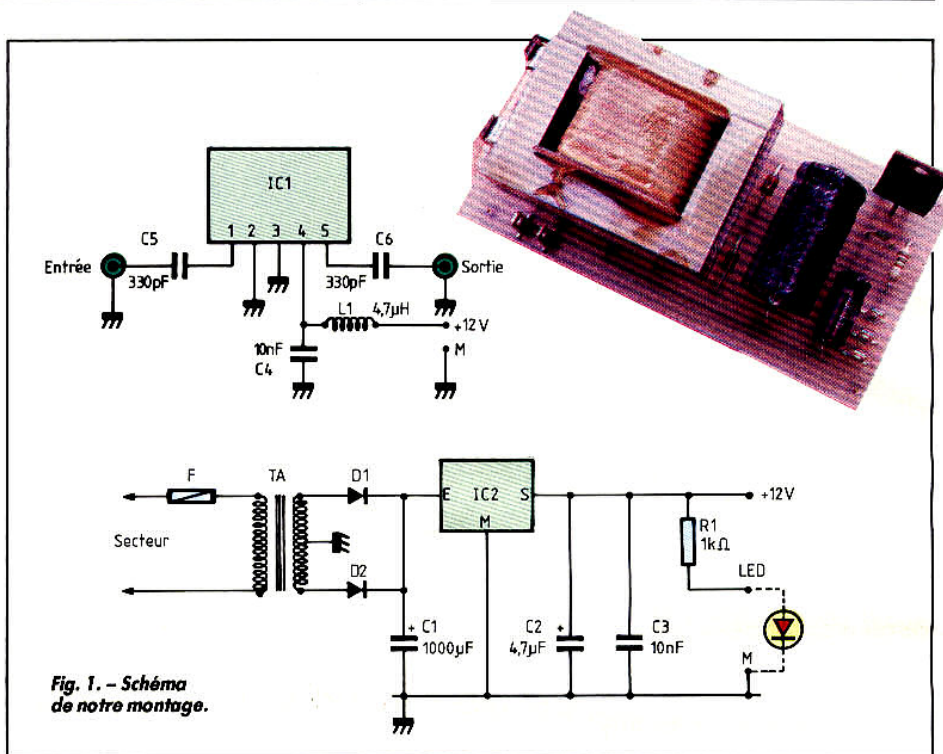 IC1
1 2 3 4 5
C5
C6
Entrée
330pF
330pF
Sortie
L1 4,7µH
+12V
10nF
C4
M
F
TA
D1
E IC2 S
M
+12V
Secteur
R1
1kΩ
LED
D2
+ C1
1000µF
C2 +
4,7µF
C3
10nF
M
Fig. 1. – Schéma
de notre montage.